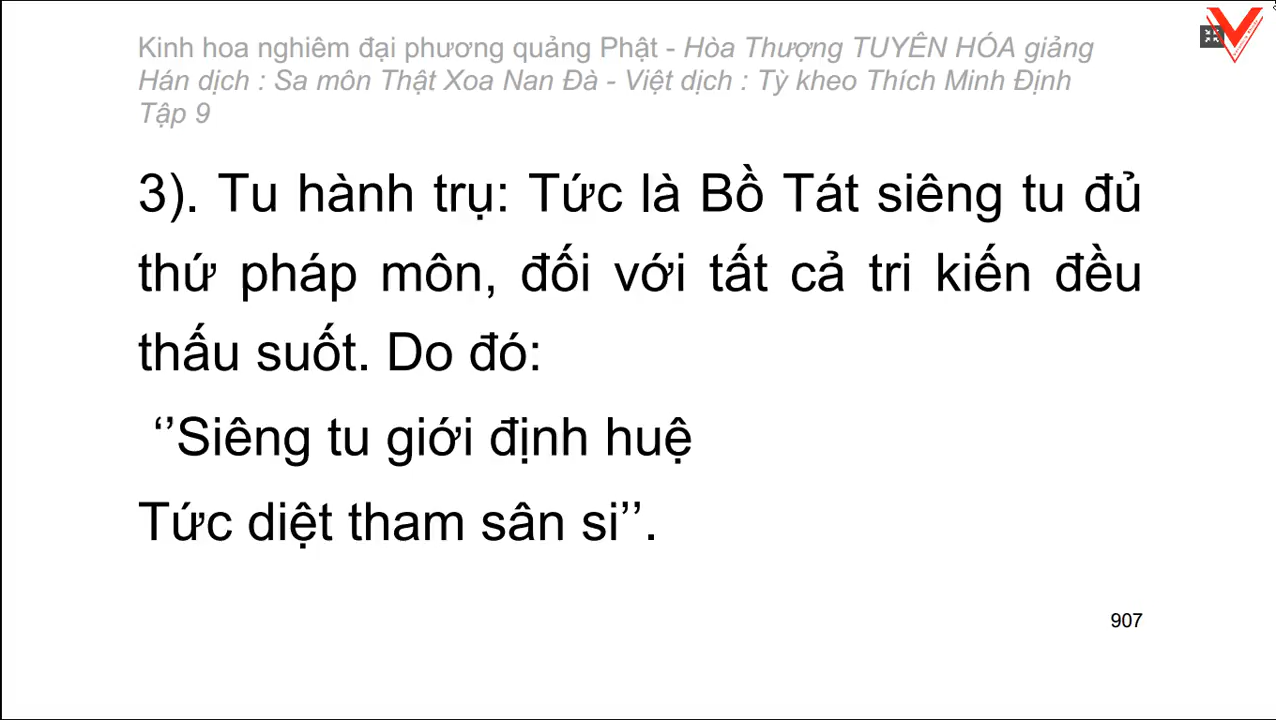 Kinh hoa nghiêm đại phương quảng Phật - Hòa Thượng TUYÊN HÓA giảng
Hán dịch : Sa môn Thật Xoa Nan Đà - Việt dịch : Tỳ kheo Thích Minh Định
Tập 9
3). Tu hành trụ: Tức là Bồ Tát siêng tu đủ
thứ pháp môn, đối với tất cả tri kiến đều
thấu suốt. Do đó:
‘’Siêng tu giới định huệ
Tức diệt tham sân si’’.
907